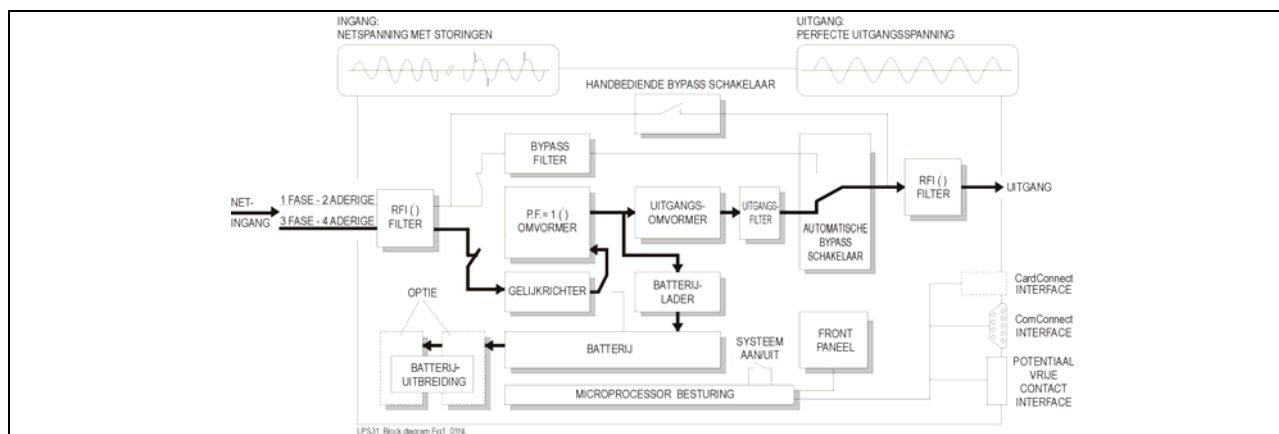 INGANG:
NETSPANNING MET STORINGEN
UITGANG:
PERFECTE UITGANGSSPANNING
HANDBEDIENDE BYPASS SCHAKELAAR
BYPASS
FILTER
NET-
INGANG
1 FASE - 2 ADERIGE
3 FASE - 4 ADERIGE
RFI ( )
FILTER
P.F.= 1 ( )
OMVORMER
UITGANGS-
OMVORMER
UITGANGS-
FILTER
AUTOMATISCHE
BYPASS
SCHAKELAAR
RFI ( )
FILTER
UITGANG
GELIJKRICHTER
BATTERIJ-
LADER
OPTIE
BATTERIJ-
UITBREIDING
BATTERIJ
SYSTEEM
AAN/UIT
FRONT
PANEEL
MICROPROCESSOR BESTURING
CardConnect
INTERFACE
ComConnect
INTERFACE
POTENTIAAL
VRIJE
CONTACT
INTERFACE
LPS31_Block diagram Fig1_01NL